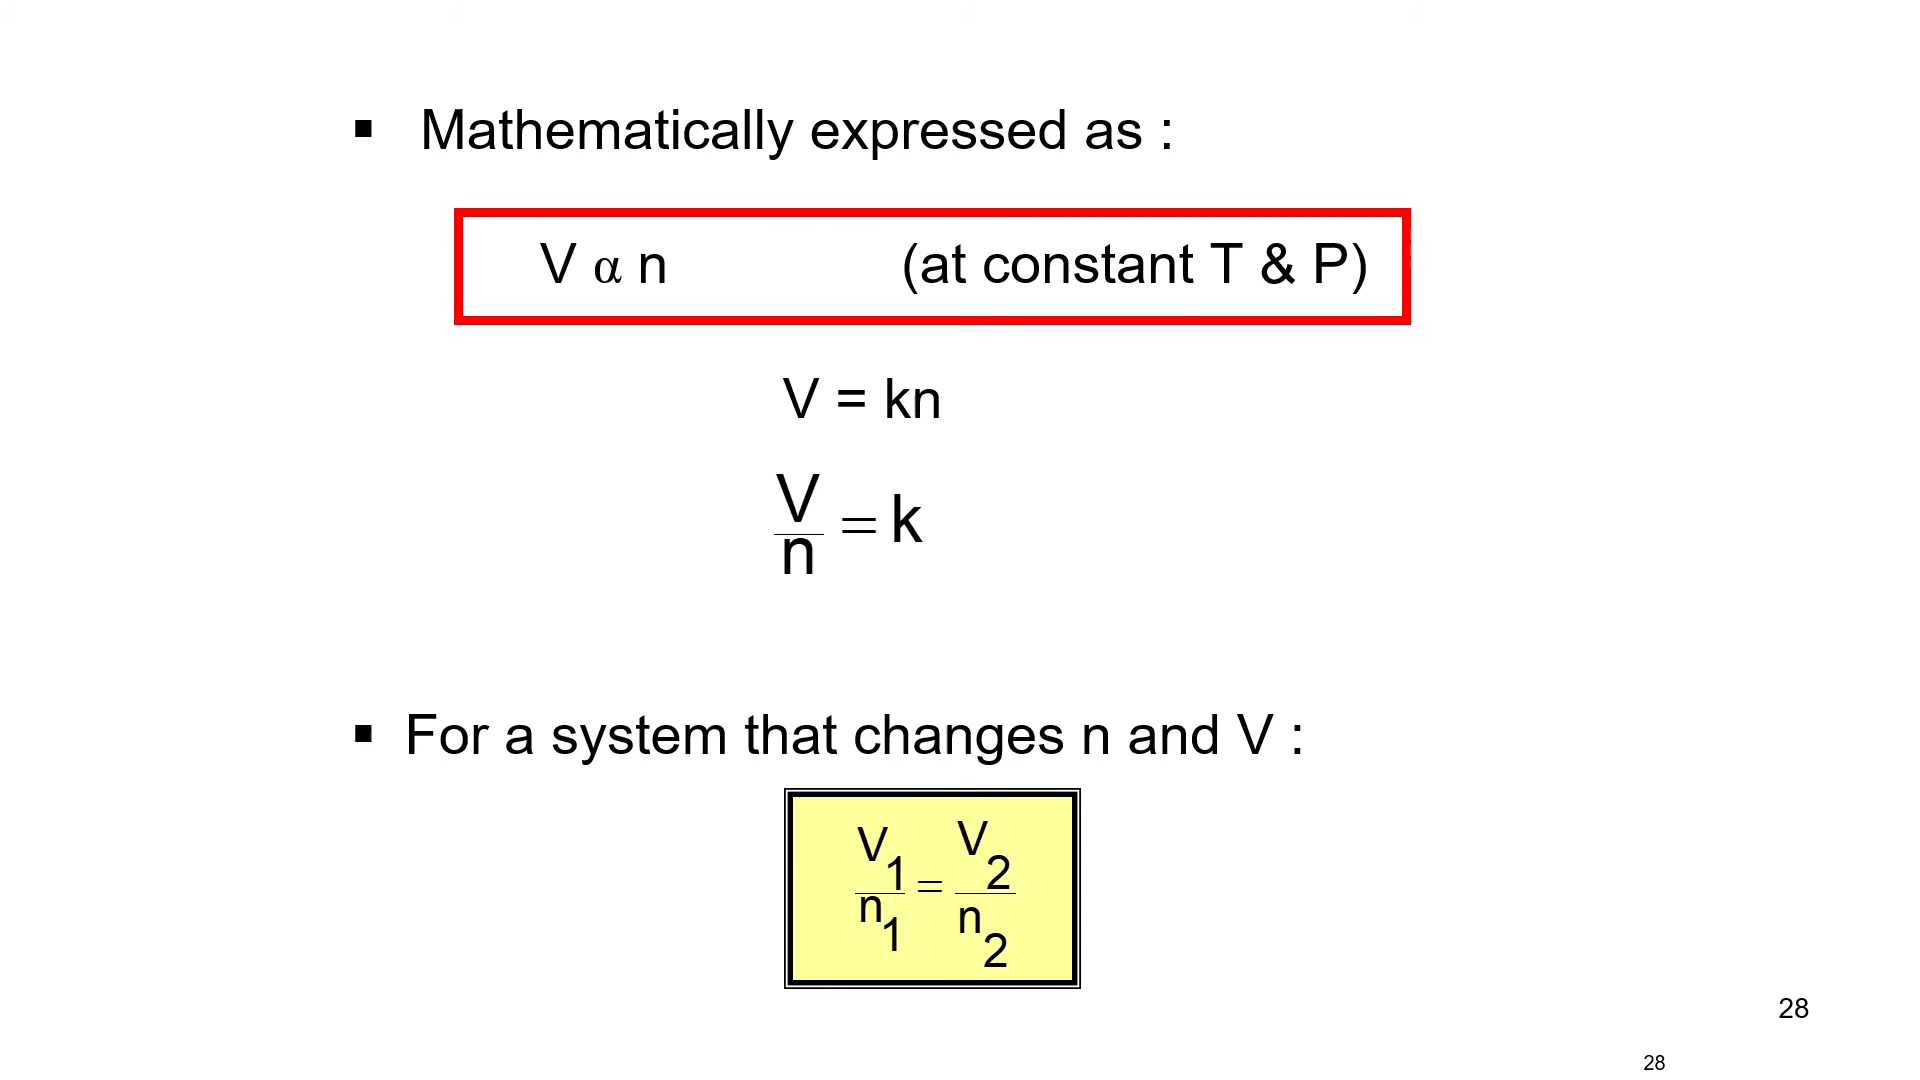 ▪ Mathematically expressed as :
V α n (at constant T & P)
V = kn
V/n = k
▪ For a system that changes n and V :
V₁/n₁ = V₂/n₂
28
28